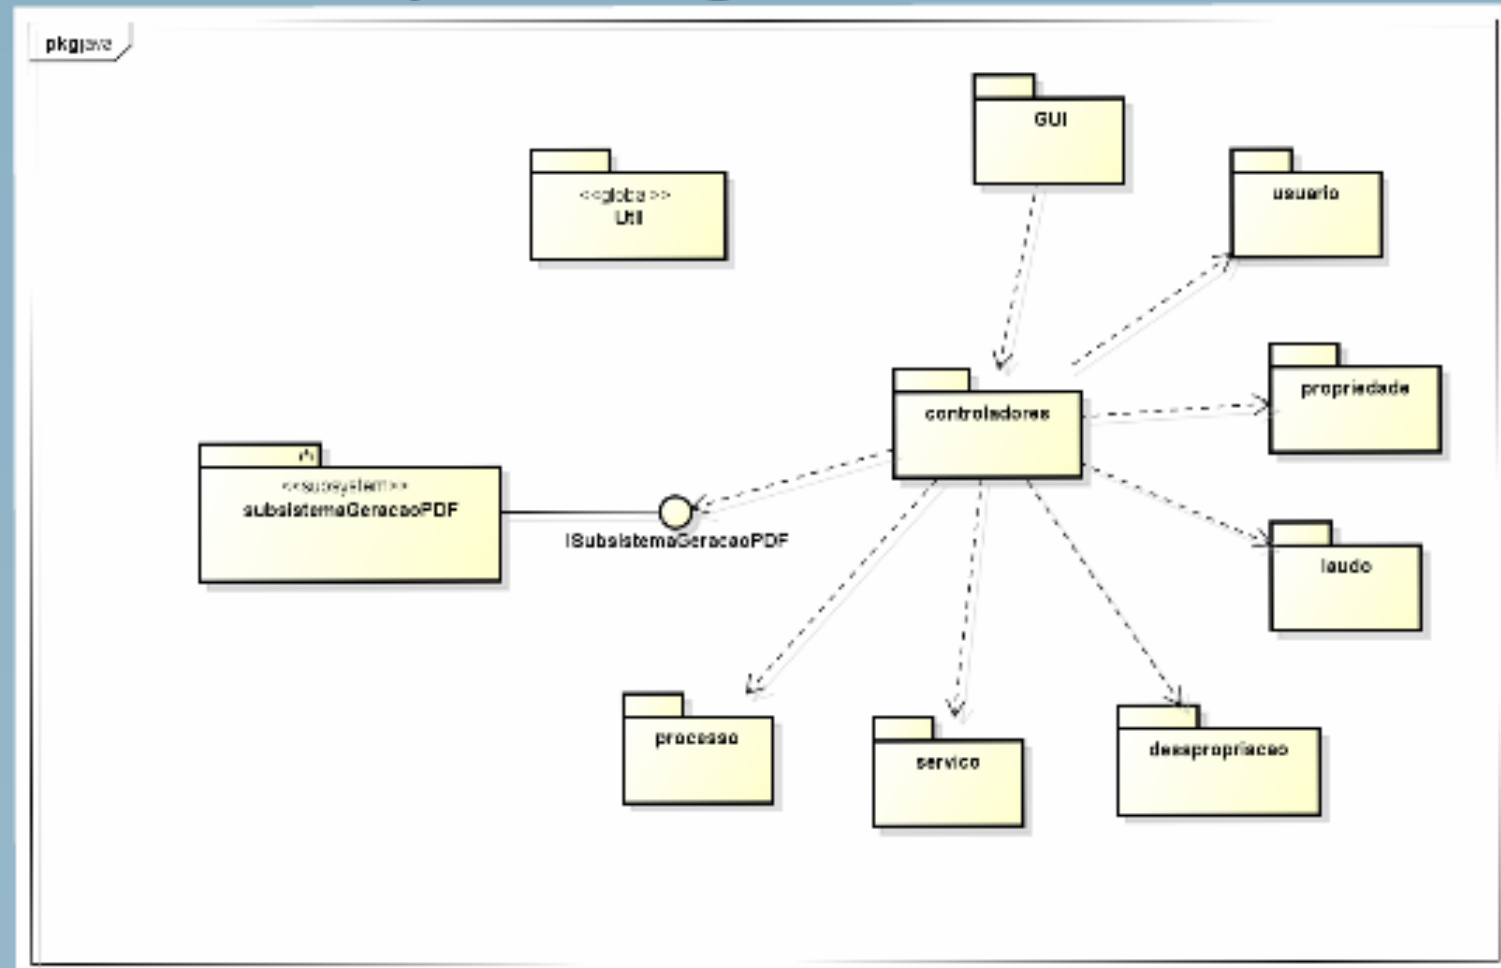 pkg java
GUI
usuario
<<global>>
Util
propriedade
controladores
<<subsystem>>
subsistemaGeracaoPDF
ISubsistemaGeracaoPDF
laudo
processo
servico
desapropriacao